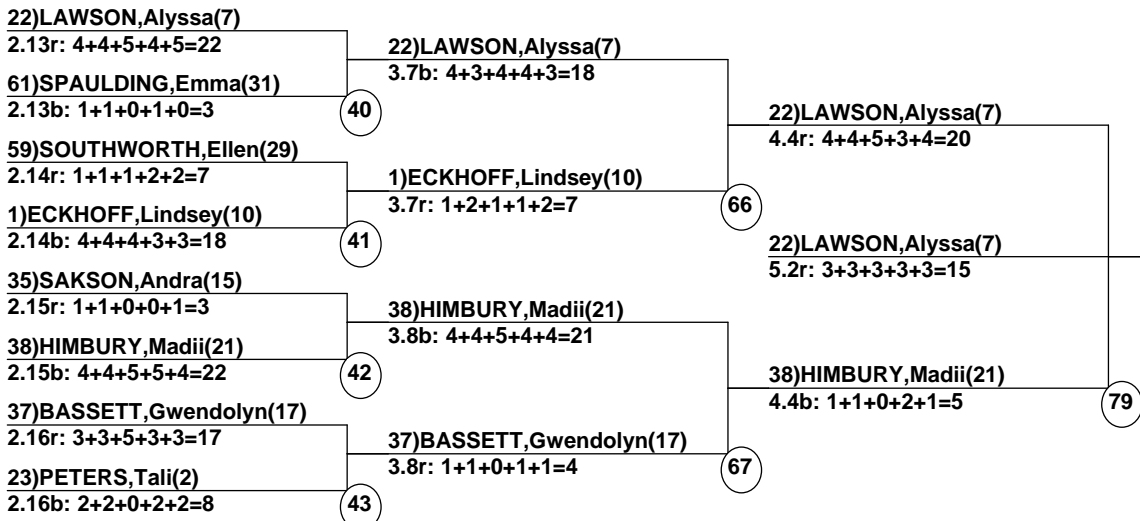 22)LAWSON,Alyssa(7)
2.13r: 4+4+5+4+5=22
61)SPAULDING,Emma(31)
2.13b: 1+1+0+1+0=3
40
59)SOUTHWORTH,Ellen(29)
2.14r: 1+1+1+2+2=7
1)ECKHOFF,Lindsey(10)
2.14b: 4+4+4+3+3=18
41
35)SAKSON,Andra(15)
2.15r: 1+1+0+0+1=3
38)HIMBURY,Madii(21)
2.15b: 4+4+5+5+4=22
42
37)BASSETT,Gwendolyn(17)
2.16r: 3+3+5+3+3=17
23)PETERS,Tali(2)
2.16b: 2+2+0+2+2=8
43
22)LAWSON,Alyssa(7)
3.7b: 4+3+4+4+3=18
1)ECKHOFF,Lindsey(10)
3.7r: 1+2+1+1+2=7
66
38)HIMBURY,Madii(21)
3.8b: 4+4+5+4+4=21
37)BASSETT,Gwendolyn(17)
3.8r: 1+1+0+1+1=4
67
22)LAWSON,Alyssa(7)
4.4r: 4+4+5+3+4=20
22)LAWSON,Alyssa(7)
5.2r: 3+3+3+3+3=15
38)HIMBURY,Madii(21)
4.4b: 1+1+0+2+1=5
79